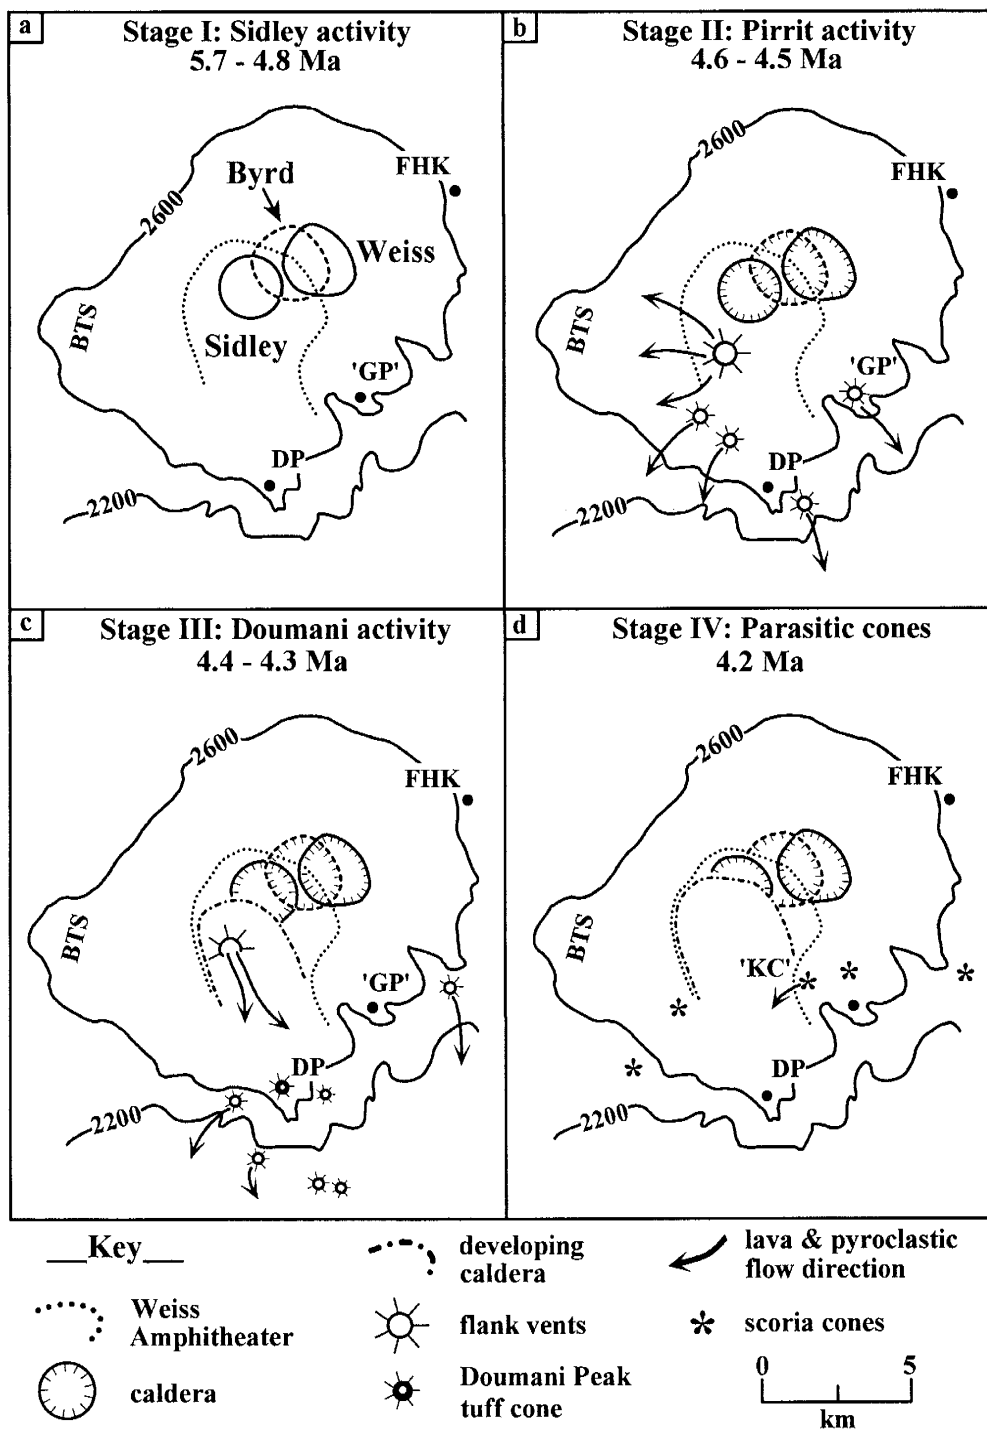 a
Stage I: Sidley activity
5.7 - 4.8 Ma
2600
FHK
Byrd
Weiss
BTS
Sidley
'GP'
DP
2200
b
Stage II: Pirrit activity
4.6 - 4.5 Ma
2600
FHK
BTS
'GP'
DP
2200
c
Stage III: Doumani activity
4.4 - 4.3 Ma
2600
FHK
BTS
'GP'
DP
2200
d
Stage IV: Parasitic cones
4.2 Ma
2600
FHK
BTS
'KC'
DP
2200
Key
Weiss
Amphitheater
caldera
developing
caldera
flank vents
Doumani Peak
tuff cone
lava & pyroclastic
flow direction
scoria cones
0 5
km